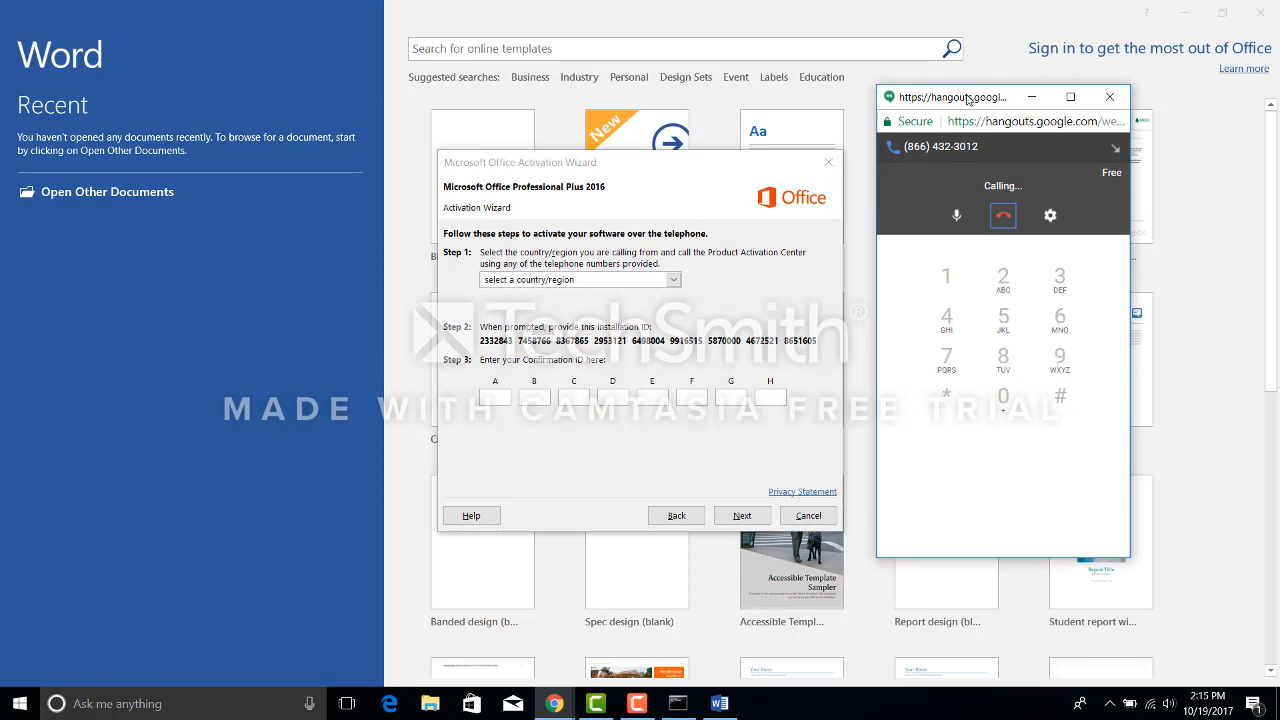 Word
Recent
You haven't opened any documents recently. To browse for a document, start
by clicking on Open Other Documents.
Open Other Documents
Search for online templates
Sign in to get the most out of Office
Learn more
Suggested searches: Business Industry Personal Design Sets Event Labels Education
New
Aa
Microsoft Office Activation Wizard
Microsoft Office Professional Plus 2016
Office
Activation Wizard
Follow these steps to activate your software over the telephone.
Step 1: Select the country/region you are calling from and call the Product Activation Center
using any of the telephone numbers provided.
select a country/region
Step 2:
Step 3: Enter your Confirmation ID here:
A B C D E F G H
Privacy Statement
Help Back Next Cancel
https://hangouts.googl...
Secure https://hangouts.google.com/we...
(866) 432-3012
Free
Calling...
1 2 3
ABC DEF
4 5 6
GHI JKL MNO
7 8 9
PQRS TUV WXYZ
* 0 #
+
TechSmith®
MADE WITH CAMTASIA FREE TRIAL
Accessible Template
Sampler
Report Title
Banded design (b... Spec design (blank) Accessible Templ... Report design (bl... Student report wi...
Your Name Your Name
Ask me anything
2:15 PM
10/19/2017